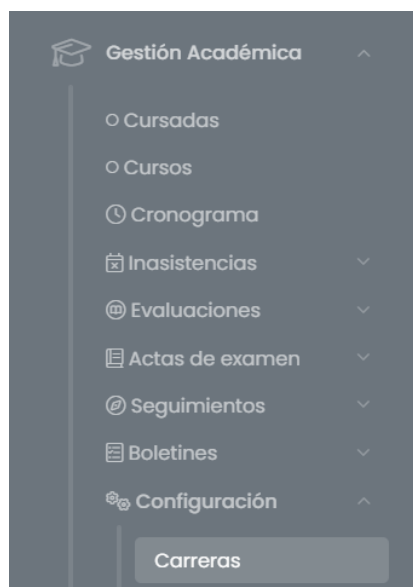 Gestión Académica
Cursadas
Cursos
Cronograma
Inasistencias
Evaluaciones
Actas de examen
Seguimientos
Boletines
Configuración
Carreras